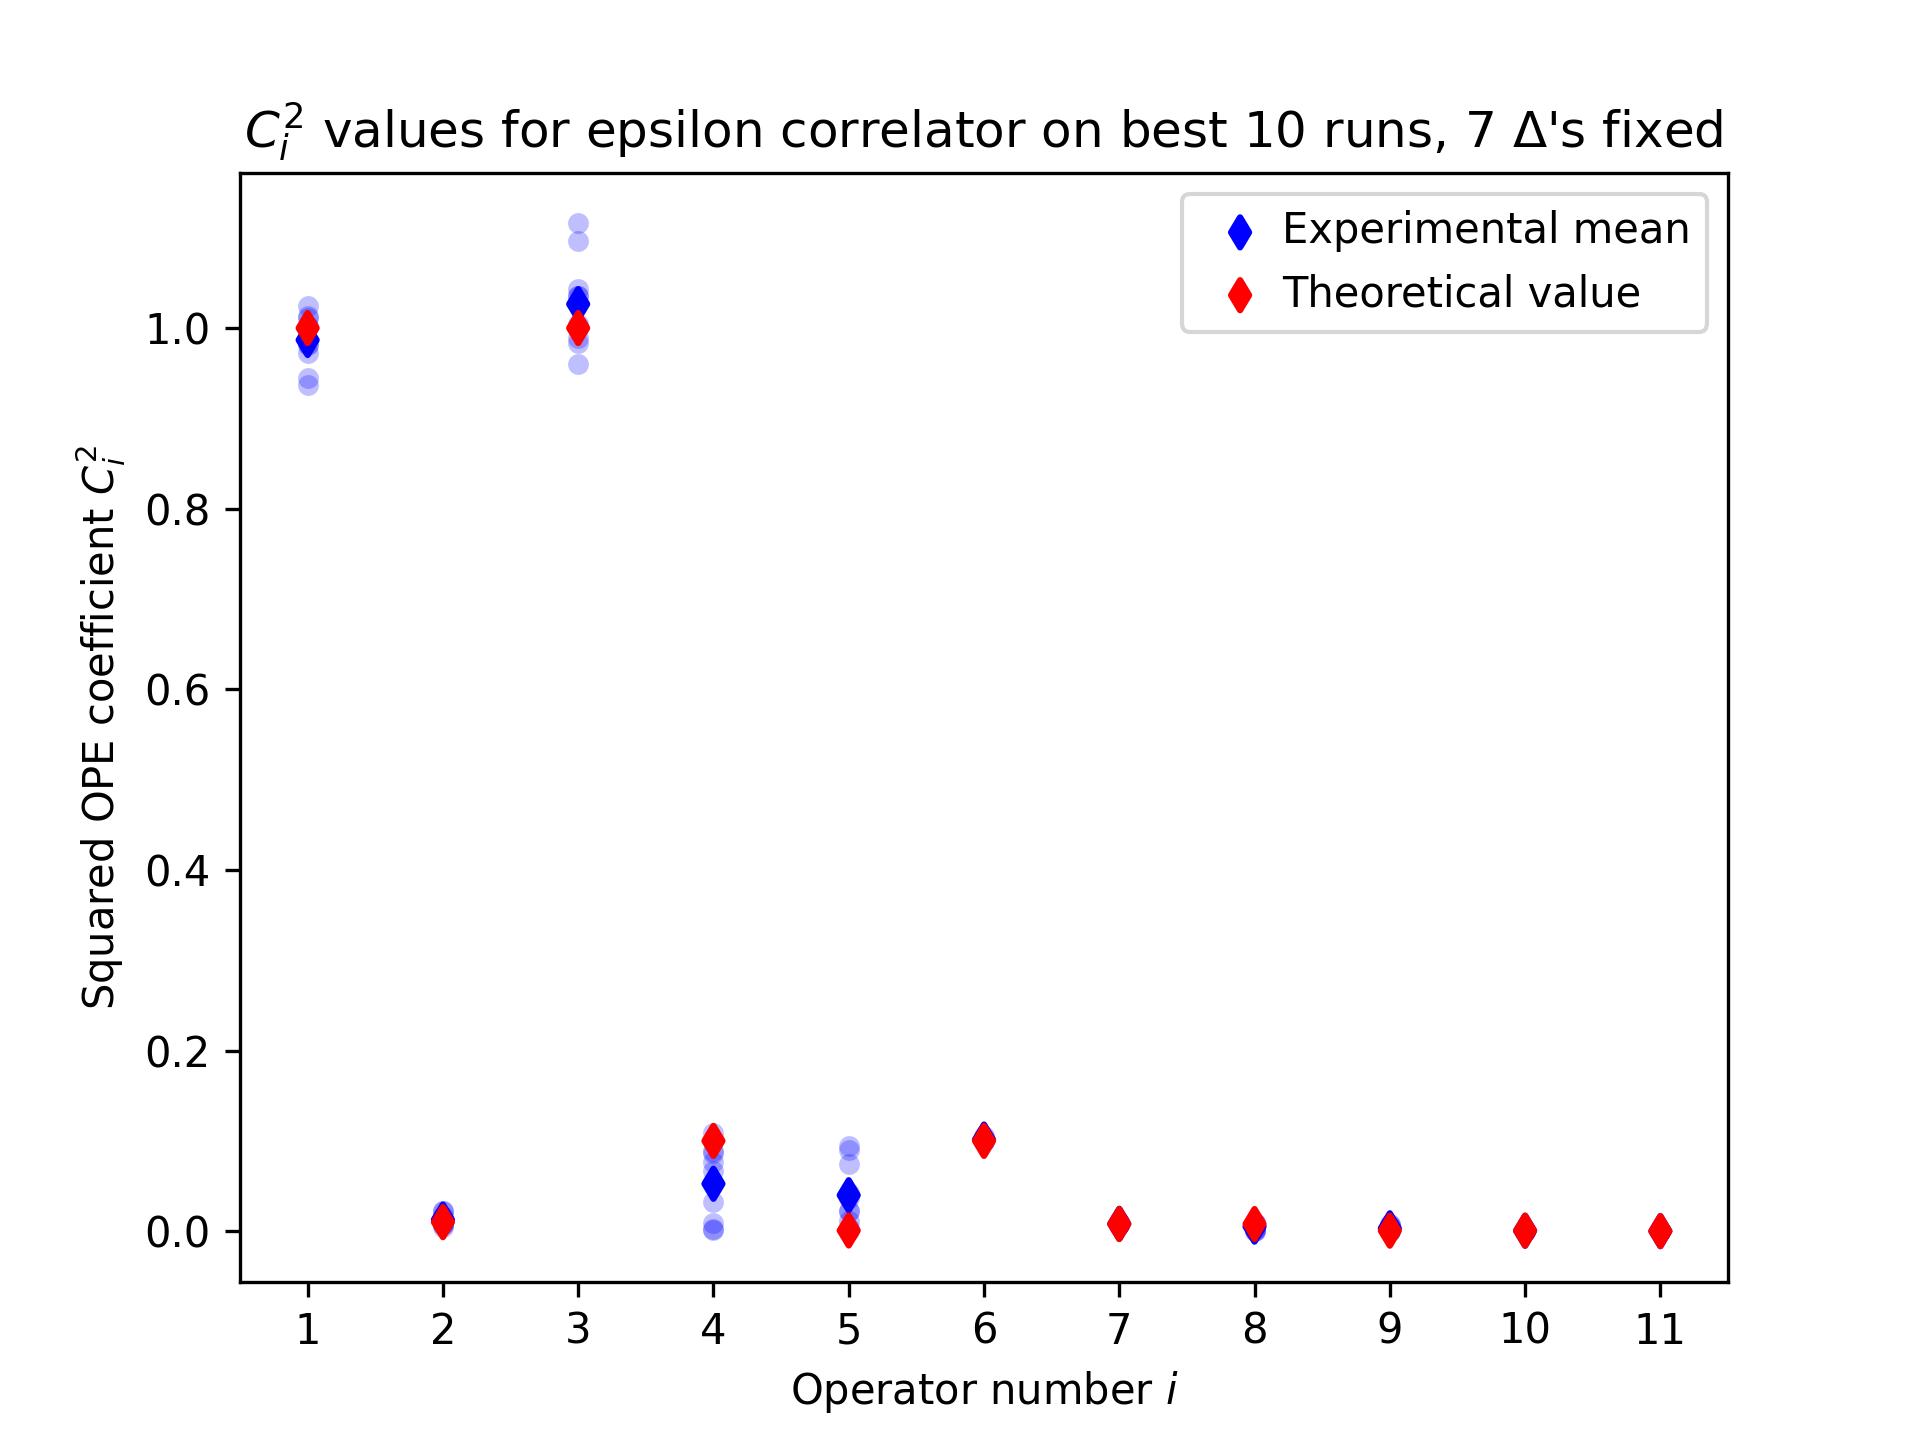 C_i^2 values for epsilon correlator on best 10 runs, 7 Δ's fixed
Experimental mean
Theoretical value
Squared OPE coefficient C_i^2
1.0
0.8
0.6
0.4
0.2
0.0
1 2 3 4 5 6 7 8 9 10 11
Operator number i